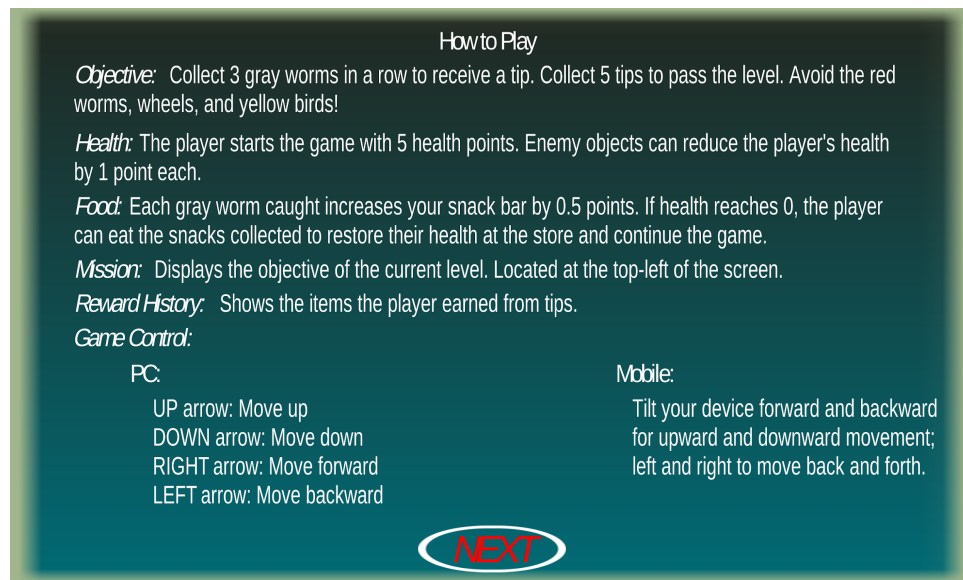 How to Play
Objective: Collect 3 gray worms in a row to receive a tip. Collect 5 tips to pass the level. Avoid the red
worms, wheels, and yellow birds!
Health: The player starts the game with 5 health points. Enemy objects can reduce the player's health
by 1 point each.
Food: Each gray worm caught increases your snack bar by 0.5 points. If health reaches 0, the player
can eat the snacks collected to restore their health at the store and continue the game.
Mission: Displays the objective of the current level. Located at the top-left of the screen.
Reward History: Shows the items the player earned from tips.
Game Control:
PC:
UP arrow: Move up
DOWN arrow: Move down
RIGHT arrow: Move forward
LEFT arrow: Move backward
Mobile:
Tilt your device forward and backward
for upward and downward movement;
left and right to move back and forth.
NEXT